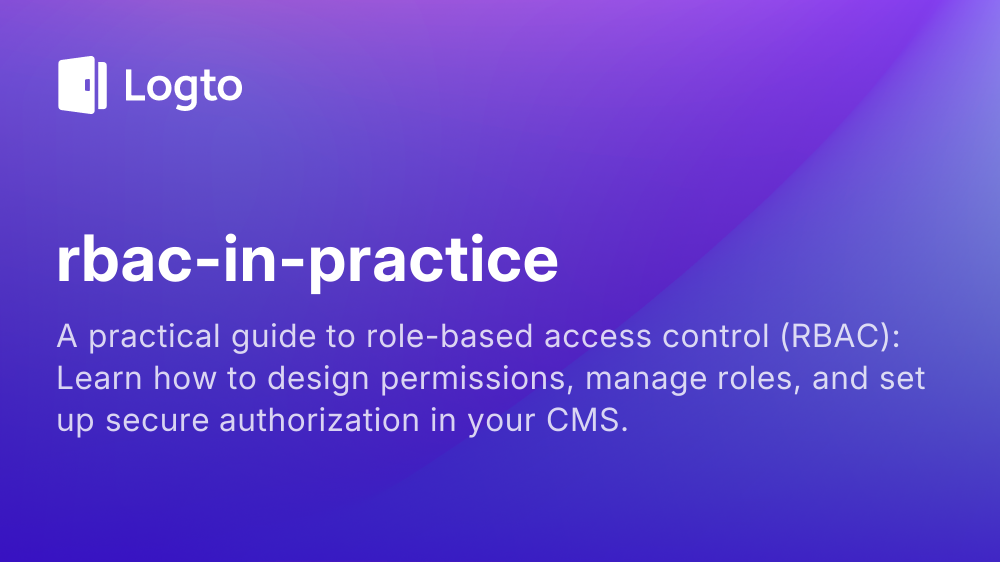 Logto
rbac-in-practice
A practical guide to role-based access control (RBAC):
Learn how to design permissions, manage roles, and set
up secure authorization in your CMS.